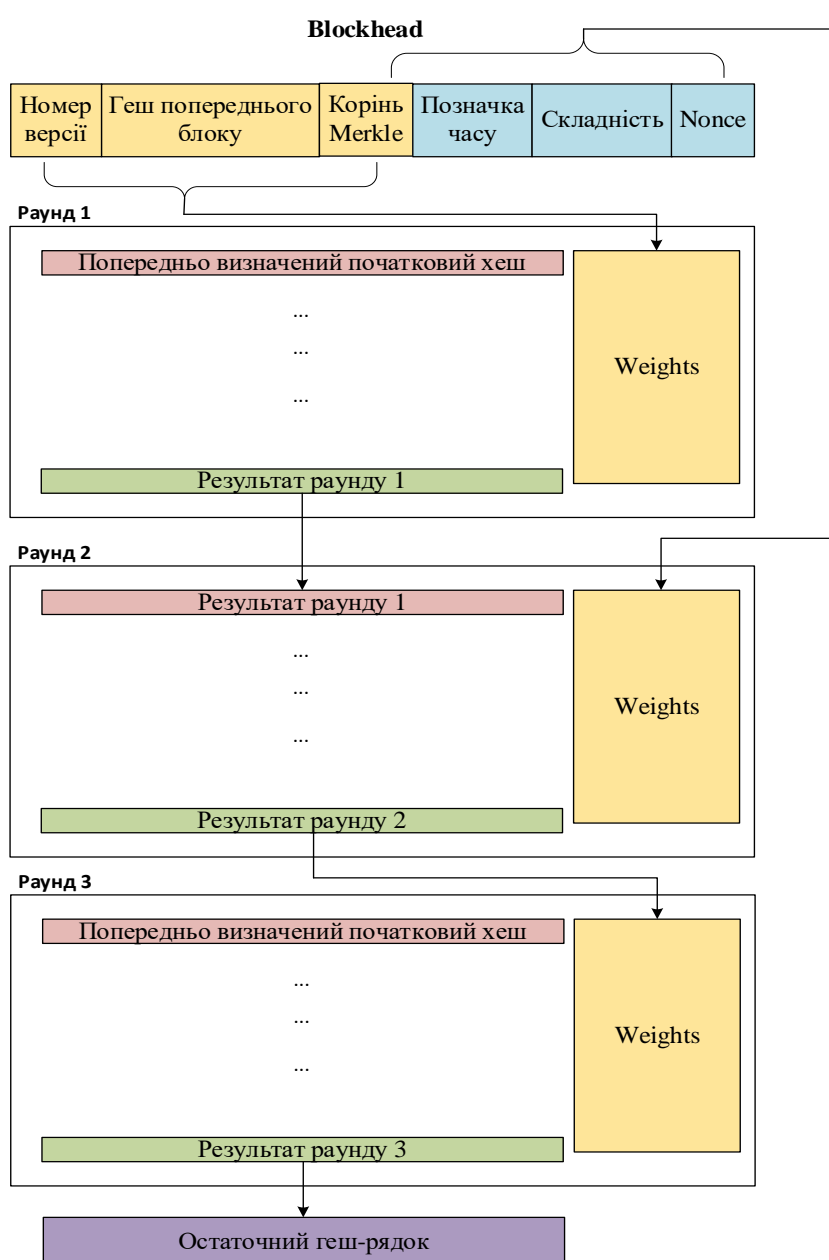 Blockhead
Номер версії
Геш попереднього блоку
Корінь Merkle
Позначка часу
Складність
Nonce
Раунд 1
Попередньо визначений початковий хеш
...
...
...
Weights
Результат раунду 1
Раунд 2
Результат раунду 1
...
...
...
Weights
Результат раунду 2
Раунд 3
Попередньо визначений початковий хеш
...
...
...
Weights
Результат раунду 3
Остаточний геш-рядок